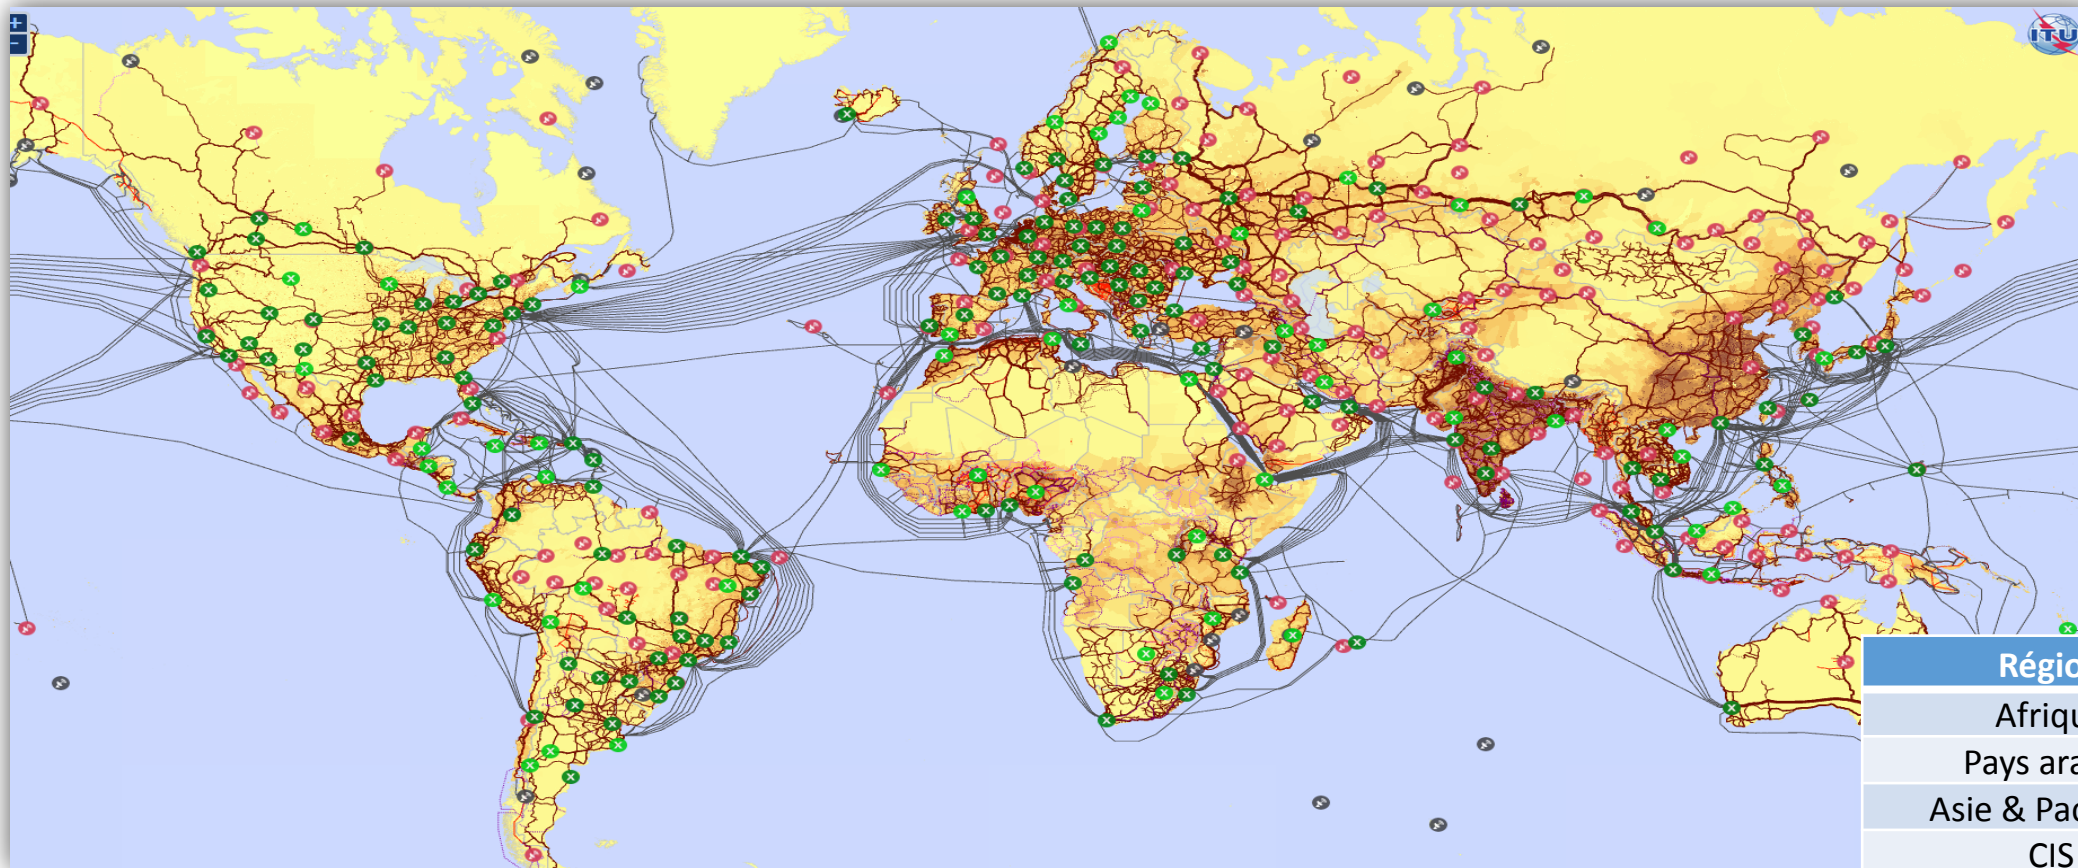 +
−
ITU
Régio
Afriqu
Pays ara
Asie & Pac
CIS